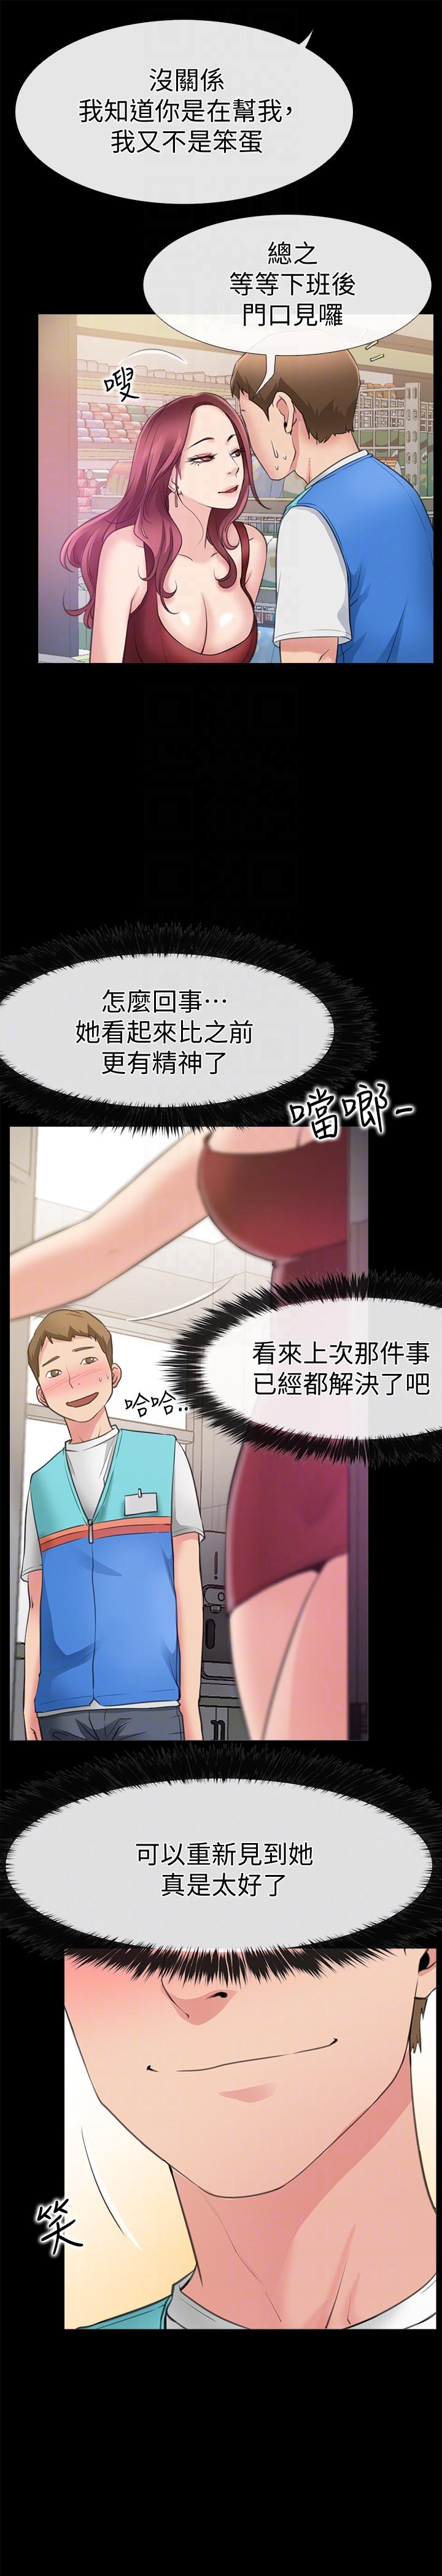 沒關係
我知道你是在幫我,
我又不是笨蛋
總之
等等下班後
門口見囉
嗖
怎麼回事…
她看起來比之前
更有精神了
噹啷-
看來上次那件事
已經都解決了吧
哈哈..
可以重新見到她
真是太好了
笑